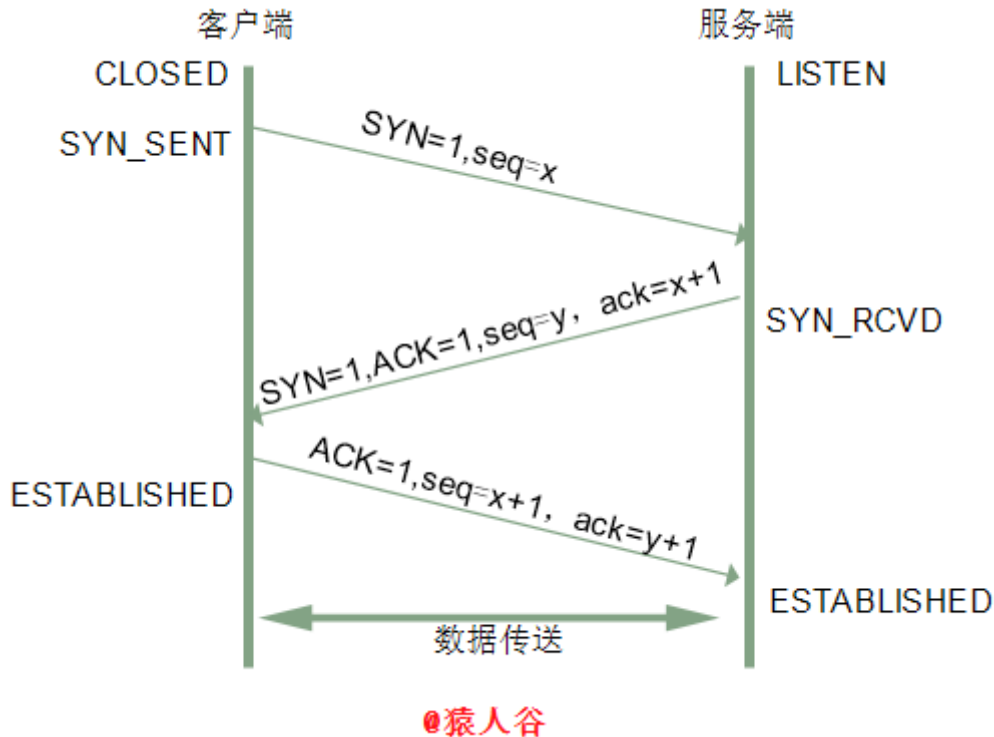 客户端 服务端
CLOSED LISTEN
SYN=1,seq=x
SYN_SENT
SYN=1,ACK=1,seq=y，ack=x+1
SYN_RCVD
ACK=1,seq=x+1，ack=y+1
ESTABLISHED
ESTABLISHED
数据传送
@猿人谷